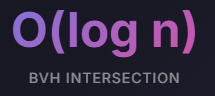 O(log n)
BVH INTERSECTION